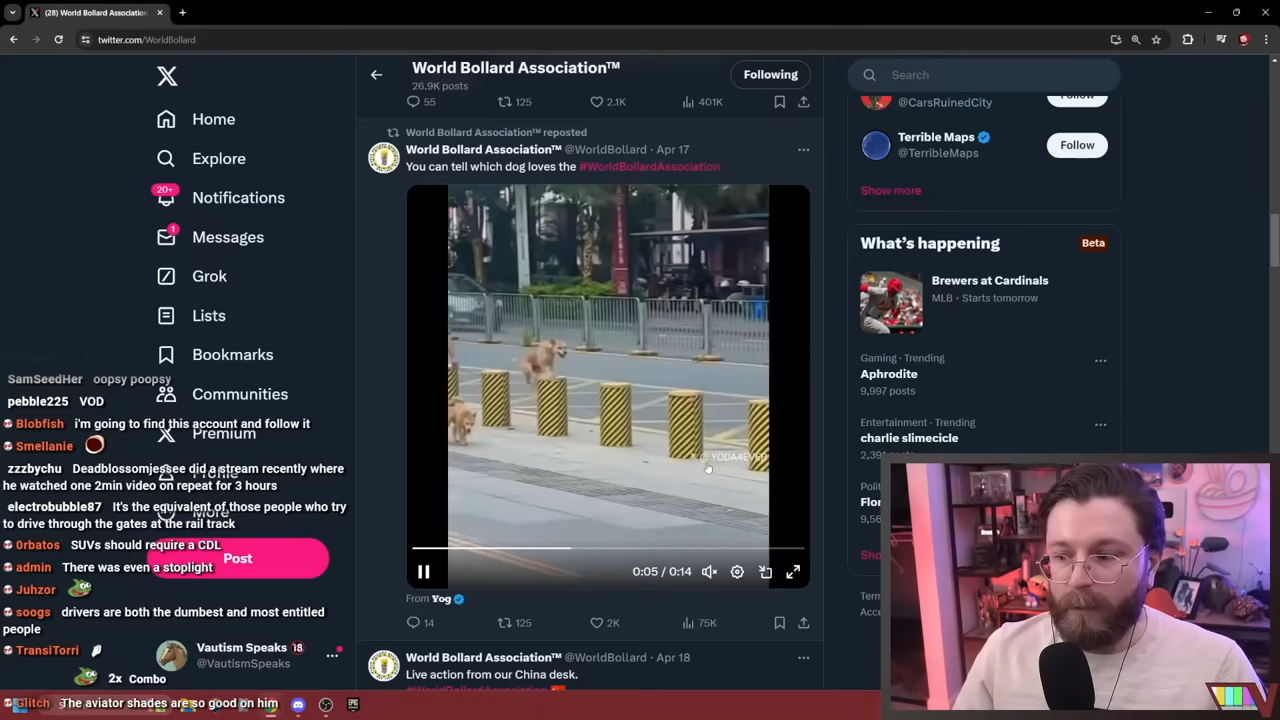 (28) World Bollard Association
twitter.com/WorldBollard
World Bollard Association™
26.9K posts
Following
Search
55
125
2.1K
401K
Home
Explore
20+
Notifications
1
Messages
Grok
Lists
Bookmarks
Communities
Premium
Profile
More
Post
Vautism Speaks 🔞
@VautismSpeaks
World Bollard Association™ reposted
World Bollard Association™ @WorldBollard · Apr 17
You can tell which dog loves the #WorldBollardAssociation
@YODA4EVER
0:05 / 0:14
From Yog
14
125
2K
75K
World Bollard Association™ @WorldBollard · Apr 18
Live action from our China desk.
#WorldBollardAssociation
@CarsRuinedCity
Follow
Terrible Maps
@TerribleMaps
Follow
Show more
What's happening
Beta
Brewers at Cardinals
MLB · Starts tomorrow
Gaming · Trending
Aphrodite
9,997 posts
Entertainment · Trending
charlie slimecicle
SamSeedHer oopsy poopsy
pebble225 VOD
Blobfish i'm going to find this account and follow it
Smellanie
zzzbychu Deadblossomjessee did a stream recently where
he watched one 2min video on repeat for 3 hours
electrobubble87 It's the equivalent of those people who try
to drive through the gates at the rail track
0rbatos SUVs should require a CDL
admin There was even a stoplight
Juhzor
soogs drivers are both the dumbest and most entitled
people
TransiTorri
2x Combo
Glitch The aviator shades are so good on him